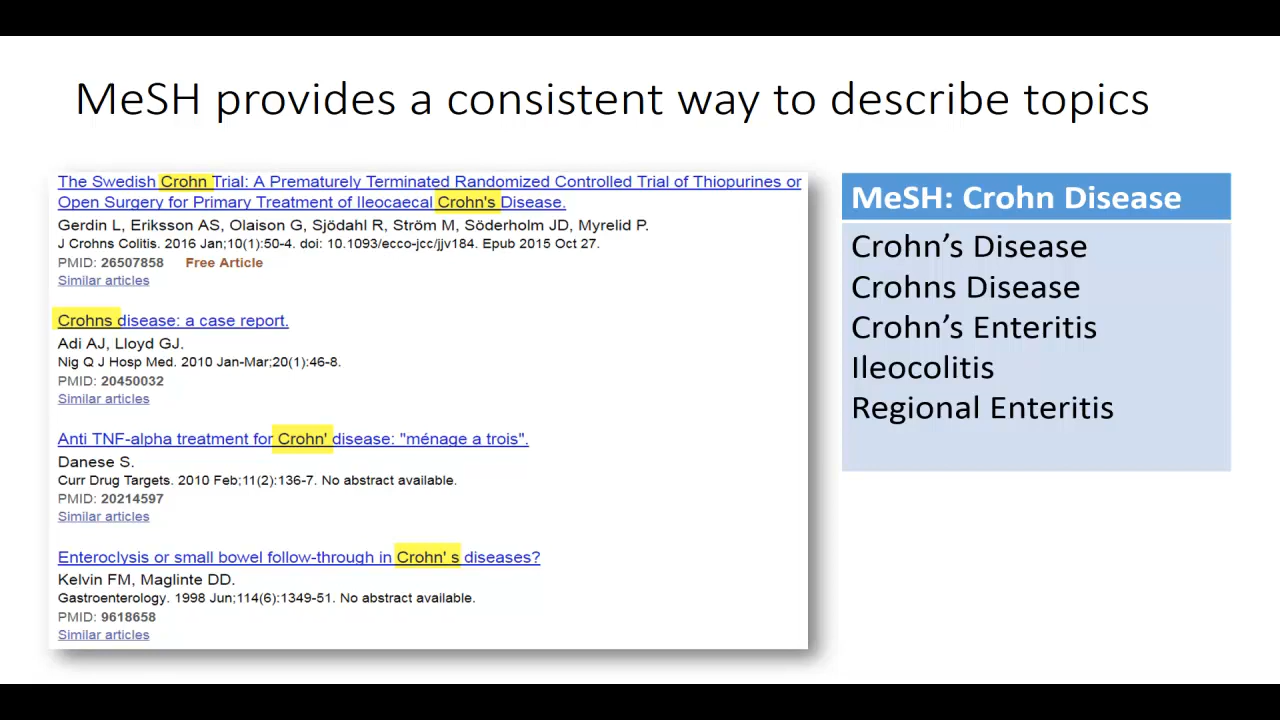 MeSH provides a consistent way to describe topics
The Swedish Crohn Trial: A Prematurely Terminated Randomized Controlled Trial of Thiopurines or
Open Surgery for Primary Treatment of Ileocaecal Crohn's Disease.
Gerdin L, Eriksson AS, Olaison G, Sjödahl R, Ström M, Söderholm JD, Myrelid P.
J Crohns Colitis. 2016 Jan;10(1):50-4. doi: 10.1093/ecco-jcc/jjv184. Epub 2015 Oct 27.
PMID: 26507858 Free Article
Similar articles
Crohns disease: a case report.
Adi AJ, Lloyd GJ.
Nig Q J Hosp Med. 2010 Jan-Mar;20(1):46-8.
PMID: 20450032
Similar articles
Anti TNF-alpha treatment for Crohn' disease: "ménage a trois".
Danese S.
Curr Drug Targets. 2010 Feb;11(2):136-7. No abstract available.
PMID: 20214597
Similar articles
Enteroclysis or small bowel follow-through in Crohn' s diseases?
Kelvin FM, Maglinte DD.
Gastroenterology. 1998 Jun;114(6):1349-51. No abstract available.
PMID: 9618658
Similar articles
MeSH: Crohn Disease
Crohn’s Disease
Crohns Disease
Crohn’s Enteritis
Ileocolitis
Regional Enteritis